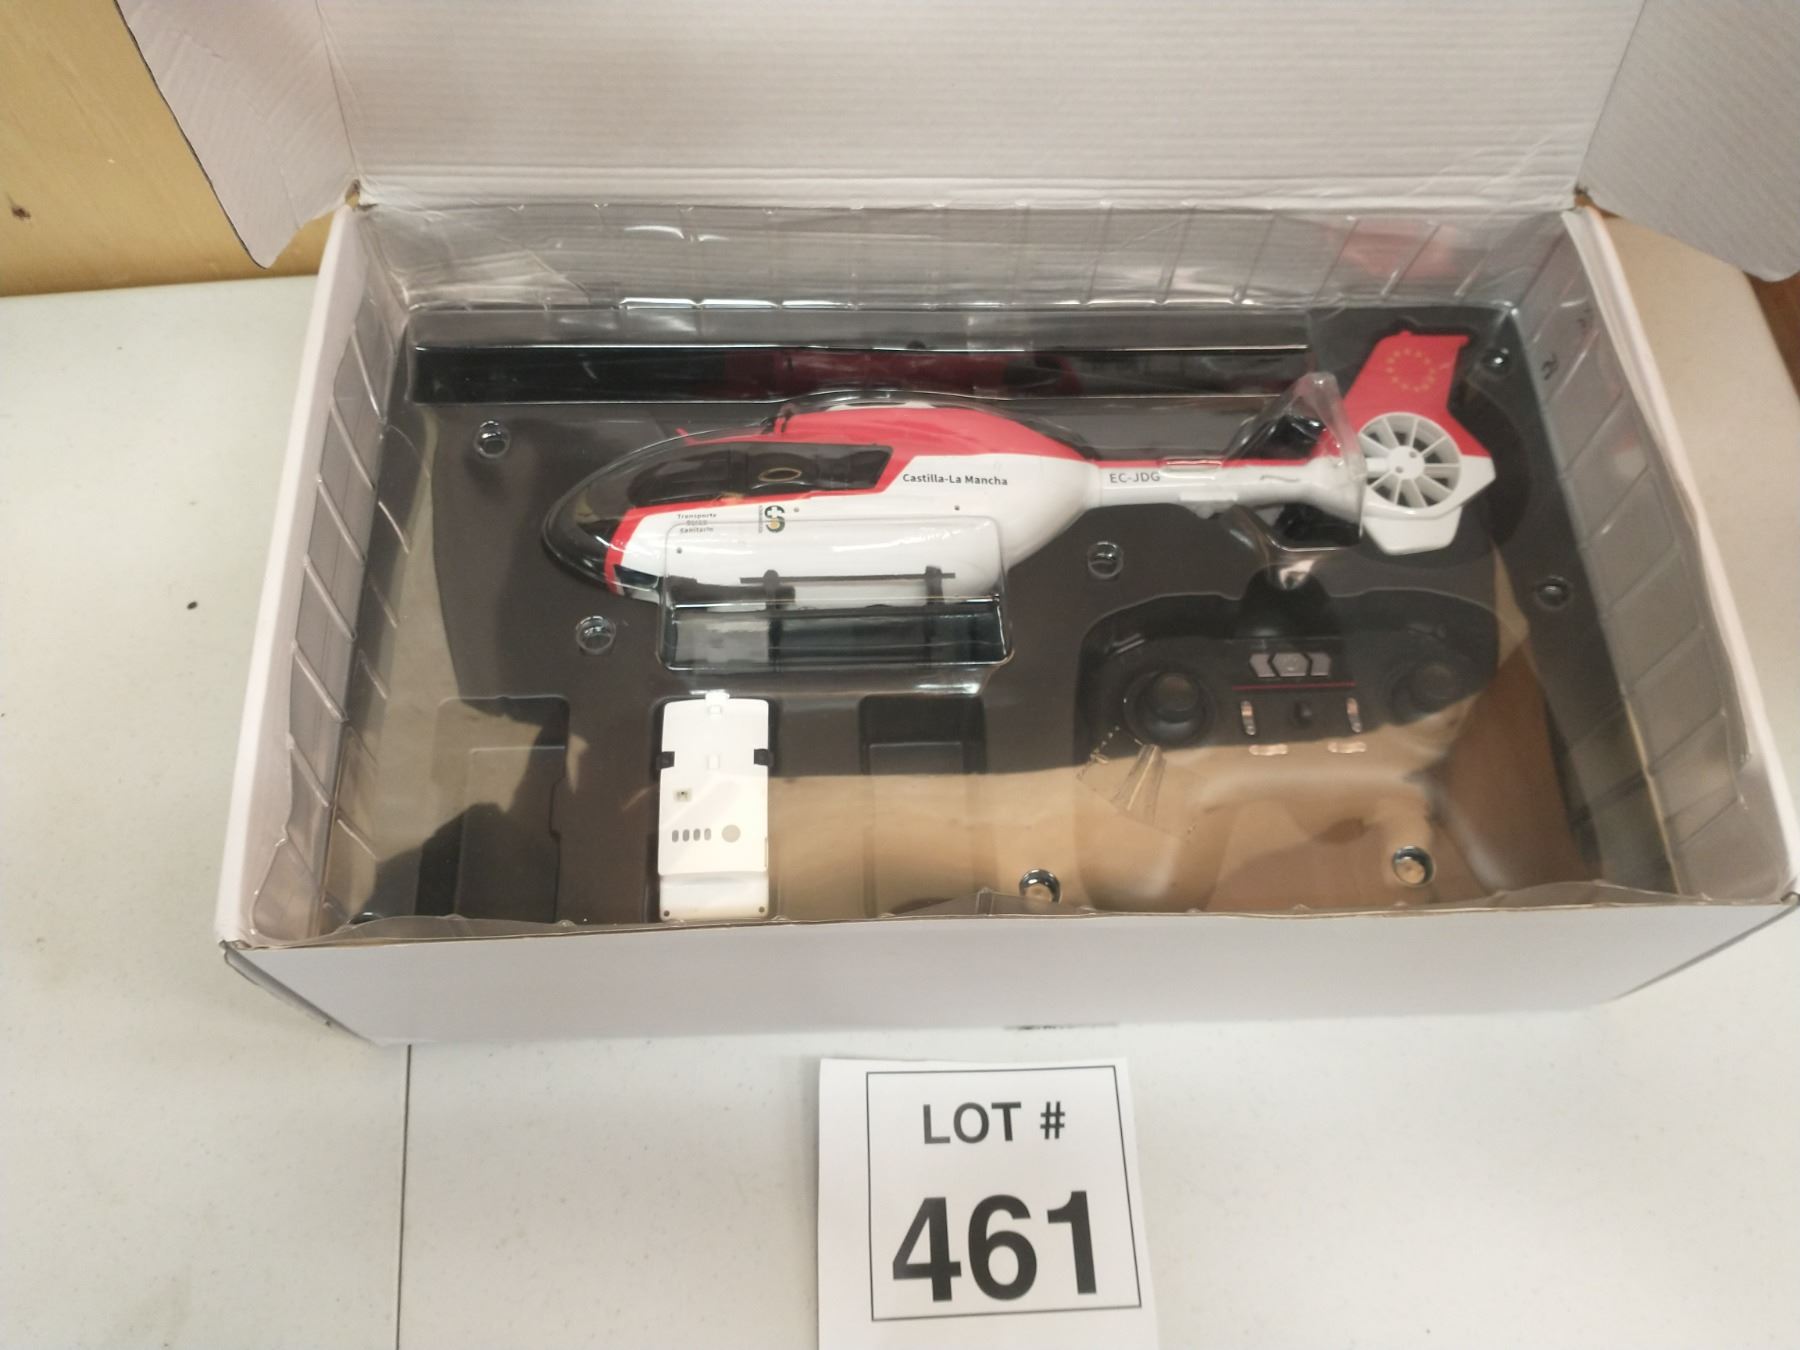 Castilla-La Mancha
EC-JDG
Transporte
Sanitario
LOT #
461